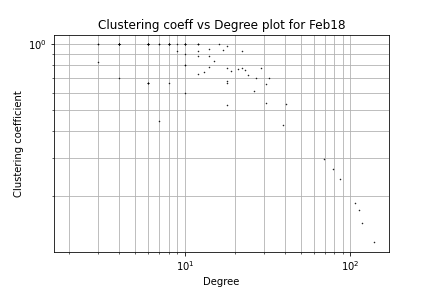 Clustering coeff vs Degree plot for Feb18
10⁰
Clustering coefficient
10¹ 10²
Degree